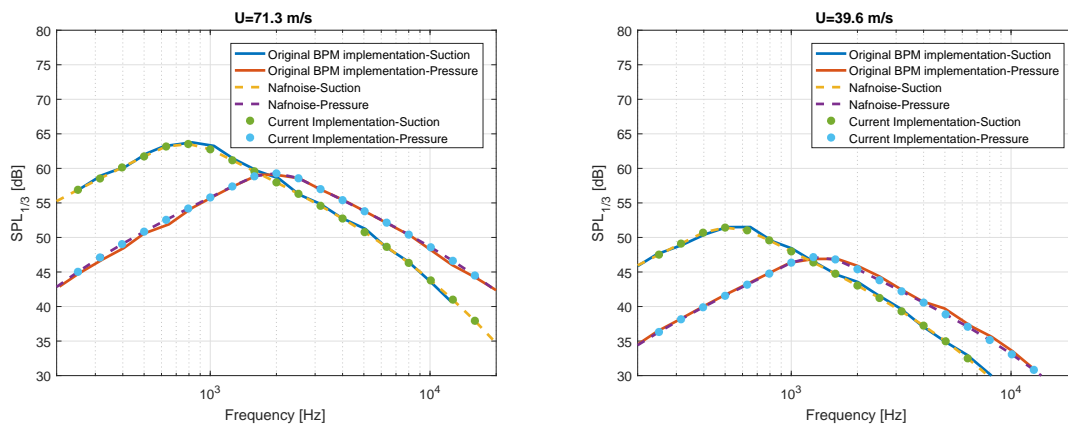 U=71.3 m/s
80
75
70
65
60
55
50
45
40
35
30
SPL1/3 [dB]
Original BPM implementation-Suction
Original BPM implementation-Pressure
Nafnoise-Suction
Nafnoise-Pressure
Current Implementation-Suction
Current Implementation-Pressure
10^3
10^4
Frequency [Hz]
U=39.6 m/s
80
75
70
65
60
55
50
45
40
35
30
SPL1/3 [dB]
Original BPM implementation-Suction
Original BPM implementation-Pressure
Nafnoise-Suction
Nafnoise-Pressure
Current Implementation-Suction
Current Implementation-Pressure
10^3
10^4
Frequency [Hz]